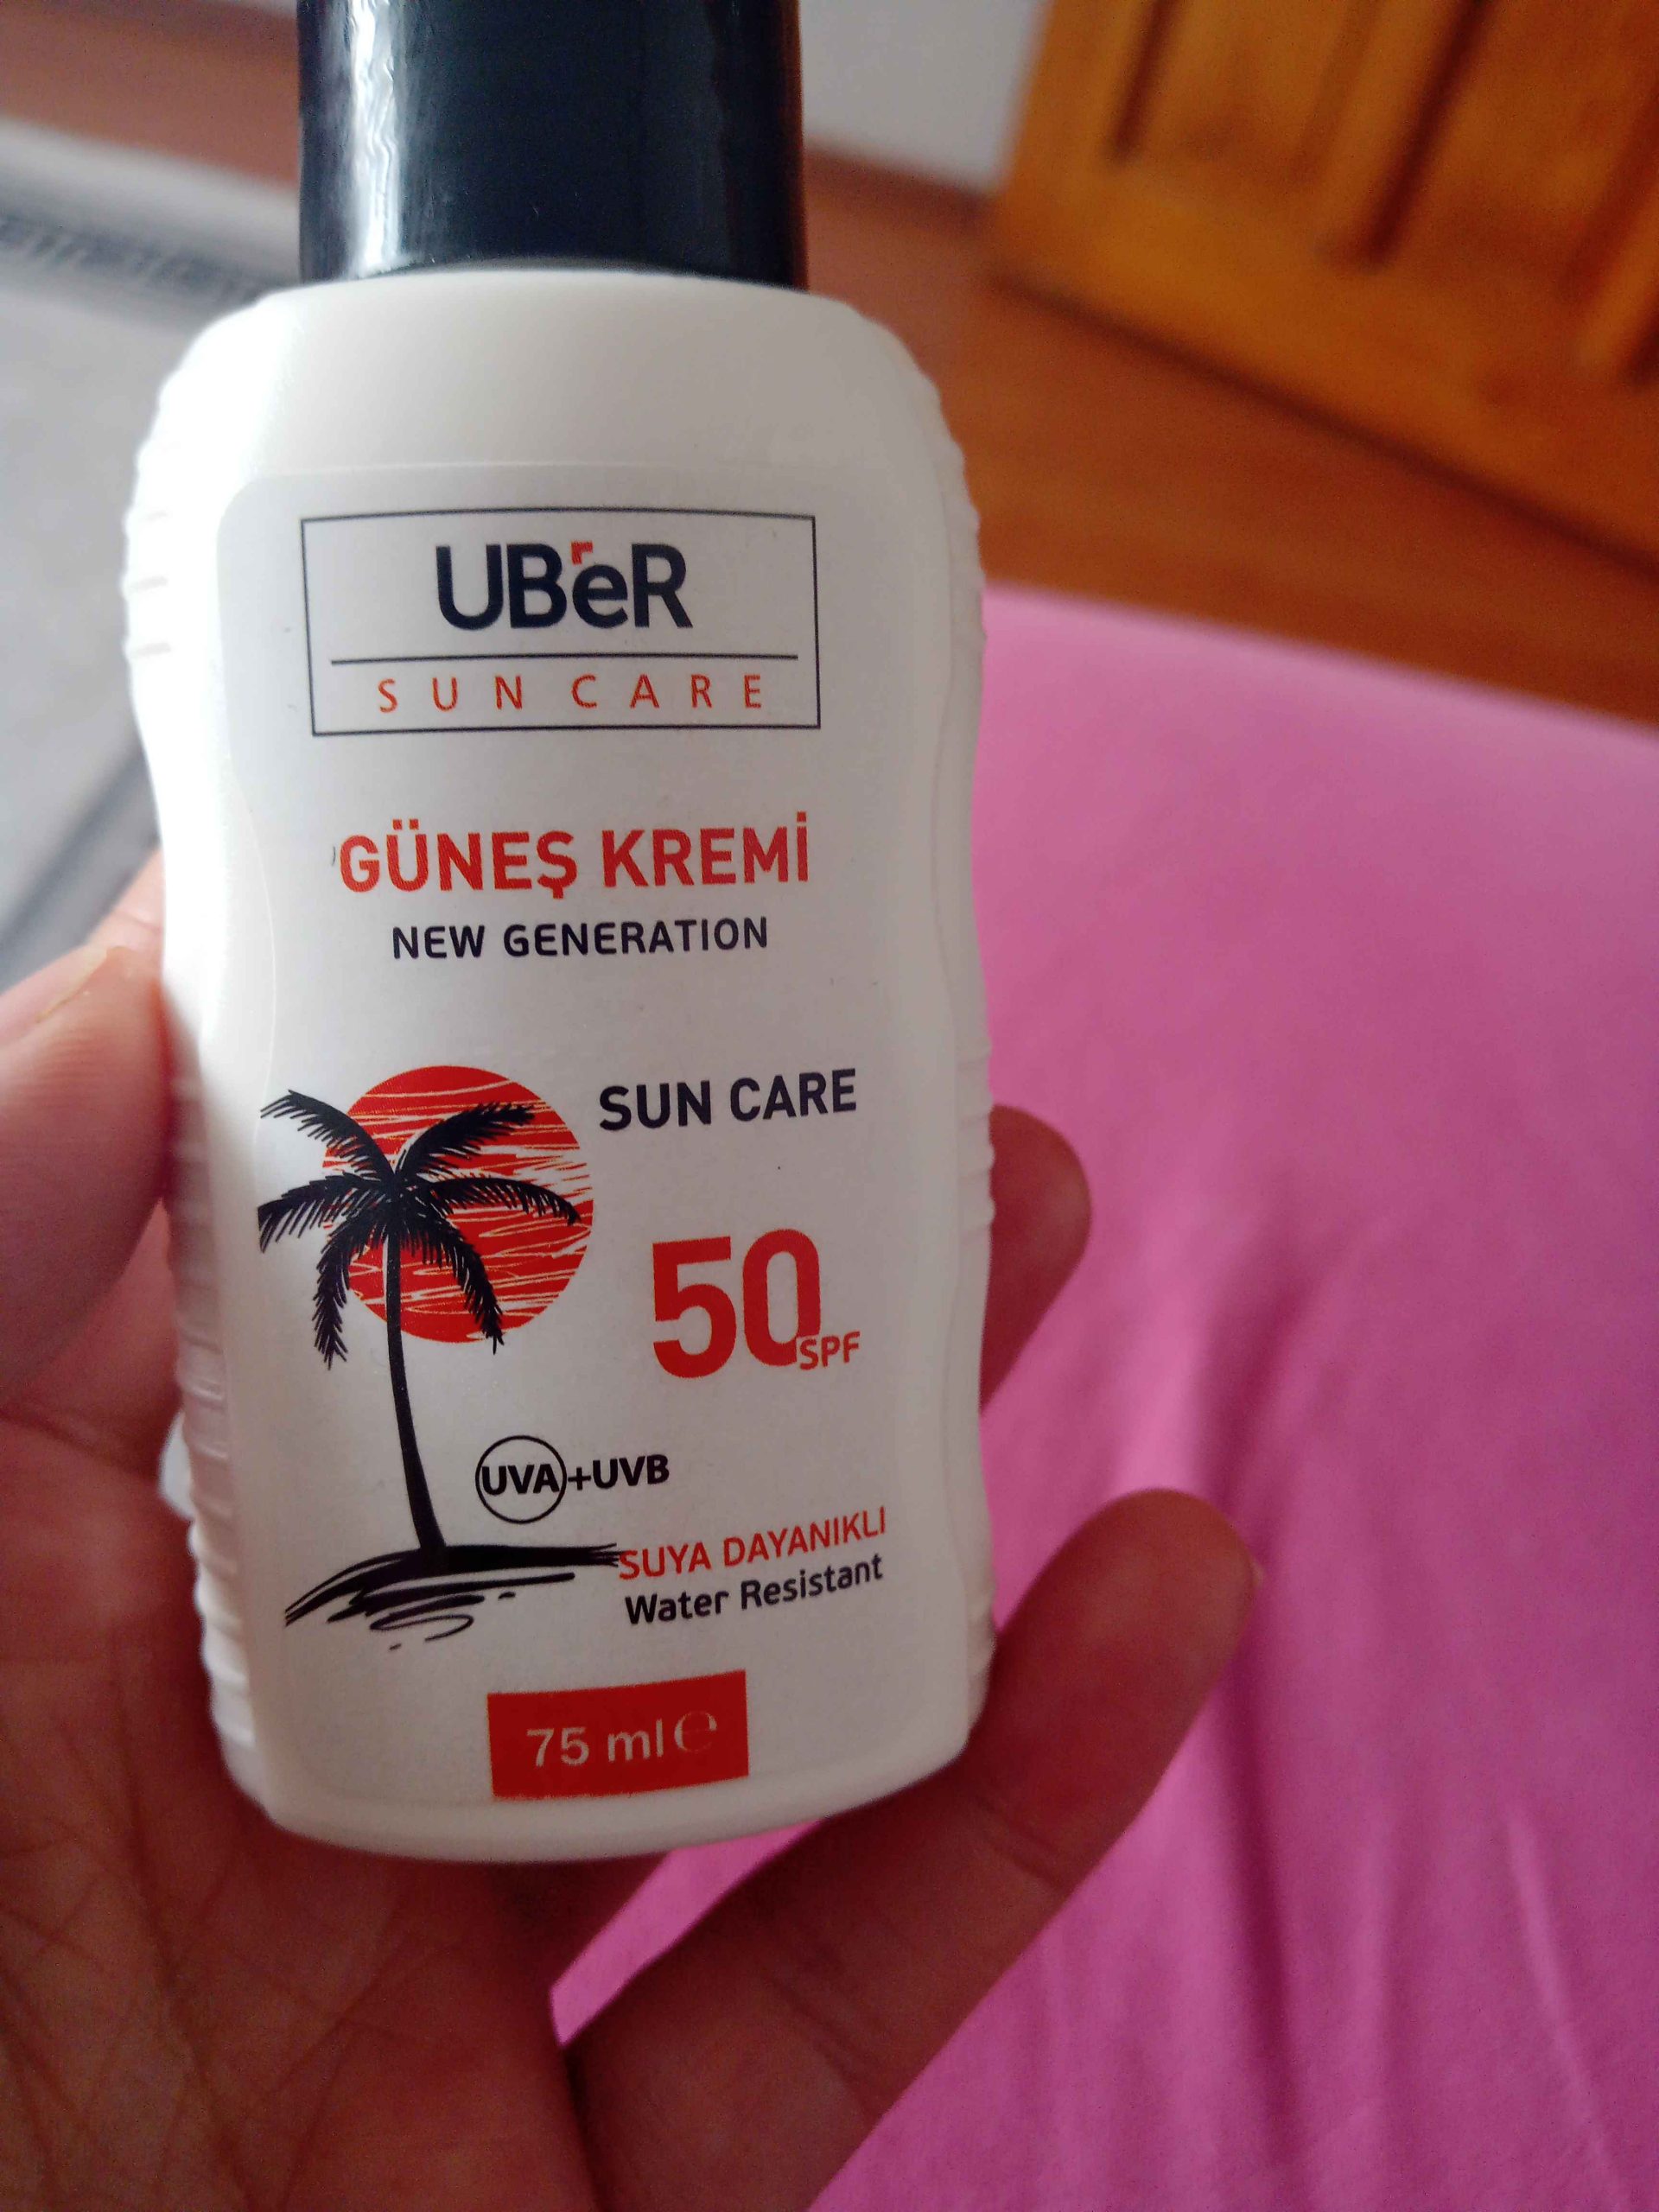 UBeR
SUN CARE
GÜNEŞ KREMİ
NEW GENERATION
SUN CARE
50
SPF
UVA+UVB
SUYA DAYANIKLI
Water Resistant
75 ml ℮